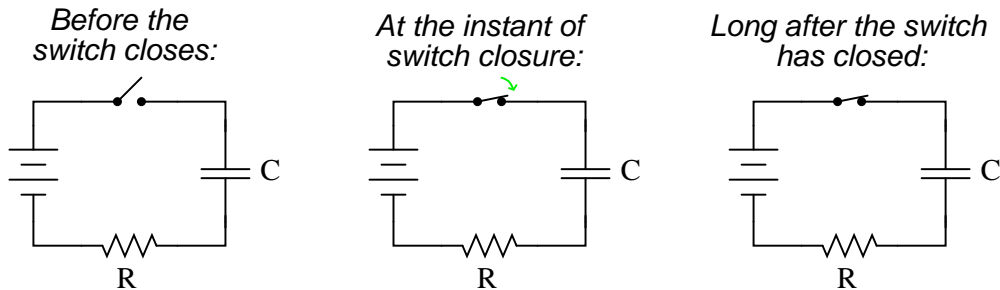 Before the
switch closes:
C
R
At the instant of
switch closure:
C
R
Long after the switch
has closed:
C
R